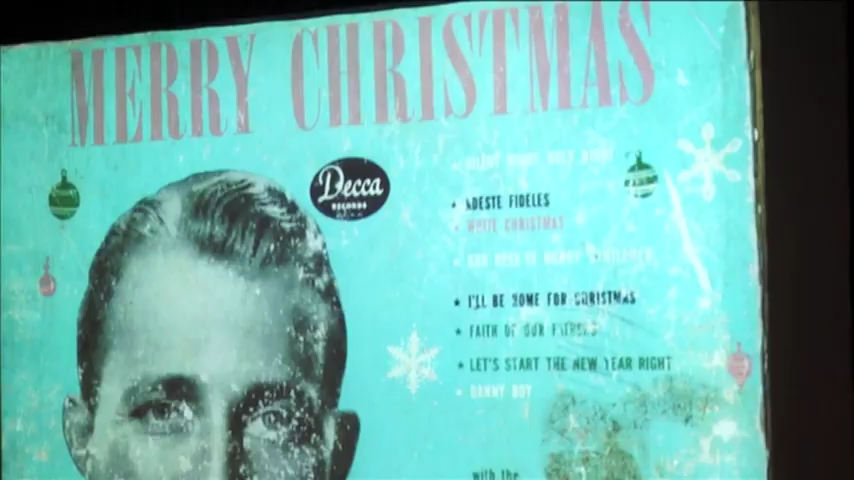 MERRY CHRISTMAS
Decca
RECORDS
SILENT NIGHT HOLY NIGHT
ADESTE FIDELES
WHITE CHRISTMAS
GOD REST YE MERRY GENTLEMEN
I'LL BE HOME FOR CHRISTMAS
FAITH OF OUR FATHERS
LET'S START THE NEW YEAR RIGHT
DANNY BOY
with the